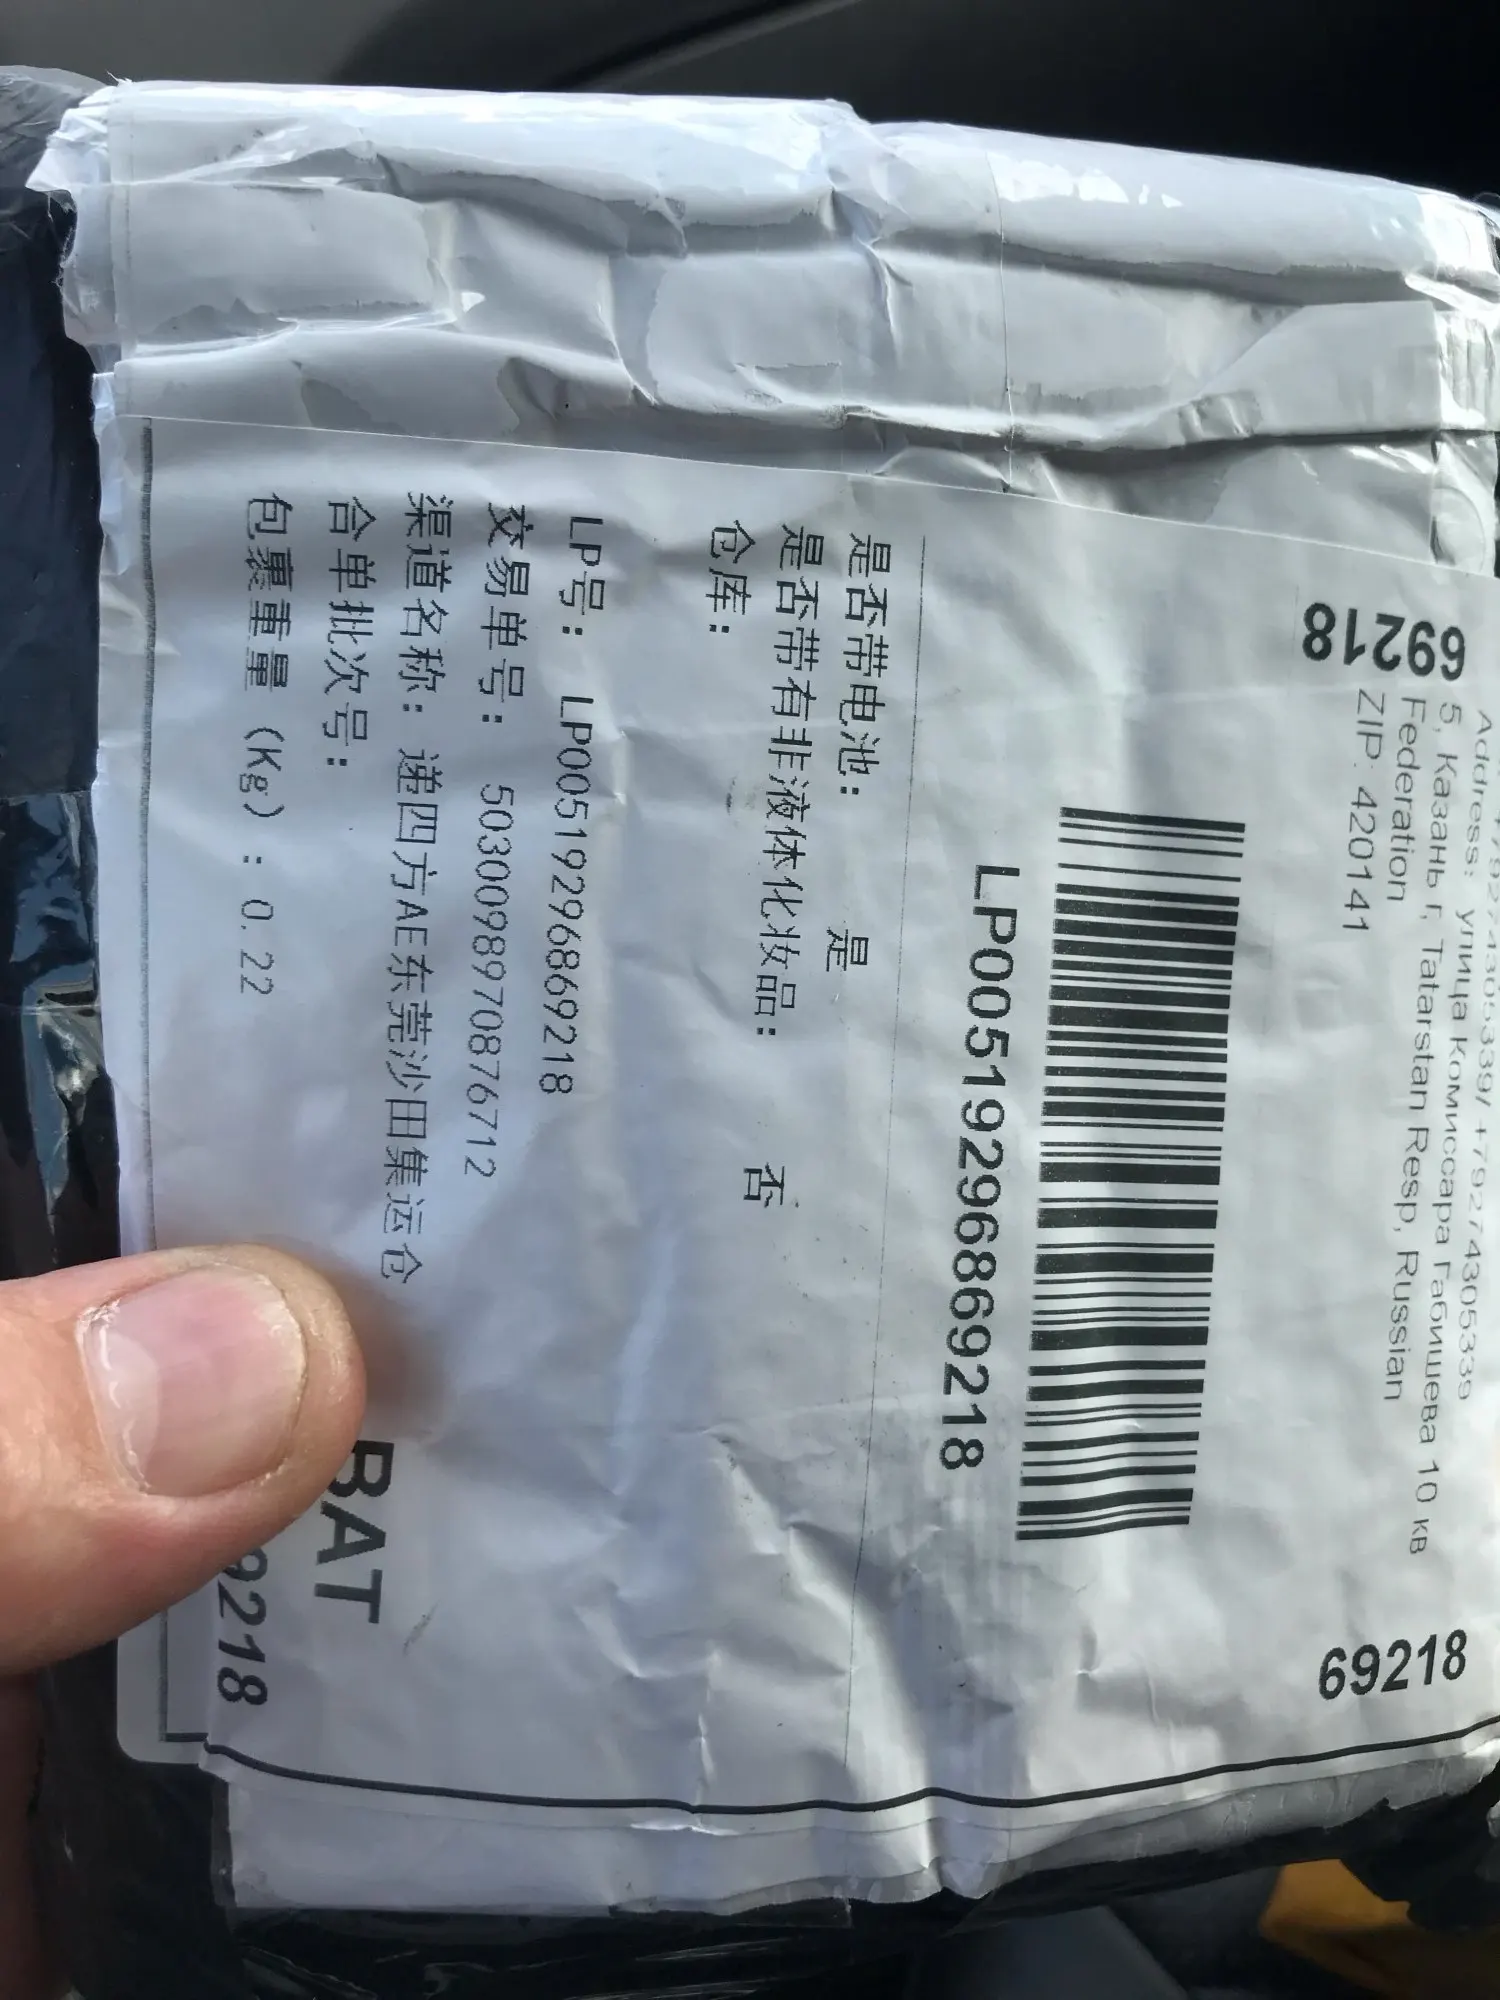 Address: улица Комиссара Габишева 10 кв
5, Казань г, Tatarstan Resp, Russian
Federation
ZIP: 420141
69218
69218
LP00519296869218
是否带电池: 是
是否带有非液体化妆品: 否
仓库:
LP号: LP00519296869218
交易单号: 5030098970876712
渠道名称: 递四方AE东莞沙田集运仓
含单批次号:
包裹重量 (Kg) : 0.22
BAT
9218